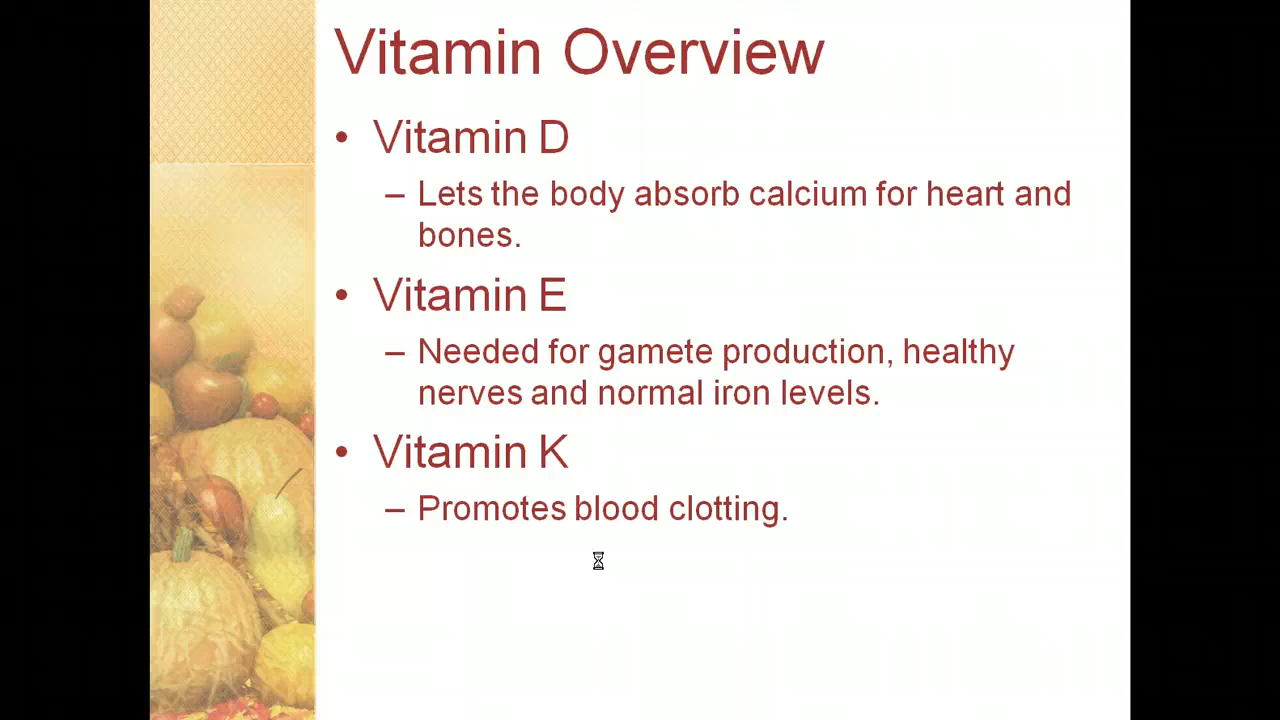 Vitamin Overview
• Vitamin D
– Lets the body absorb calcium for heart and
bones.
• Vitamin E
– Needed for gamete production, healthy
nerves and normal iron levels.
• Vitamin K
– Promotes blood clotting.